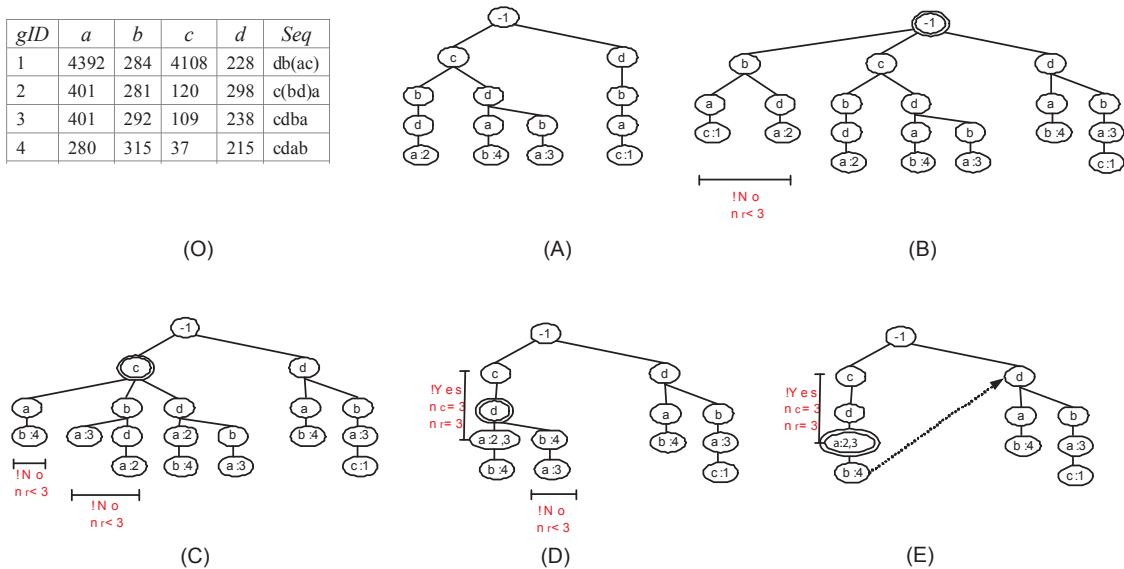 gID a b c d Seq
1 4392 284 4108 228 db(ac)
2 401 281 120 298 c(bd)a
3 401 292 109 238 cdba
4 280 315 37 215 cdab
(O)
-1
c d
b d b
d a b a
a:2 b:4 a:3 c:1
(A)
-1
b c d
a d b d a b
c:1 a:2 d a b b:4 a:3
a:2 b:4 a:3 c:1
!No
nr<3
(B)
-1
c d
a b d a b
b:4 a:3 d a:2 b b:4 a:3
a:2 b:4 a:3 c:1
!No
nr<3
!No
nr<3
(C)
-1
c d
!Yes
nc=3
nr=3
d a b
a:2,3 b:4 b:4 a:3
b:4 a:3 c:1
!No
nr<3
(D)
-1
c d
!Yes
nc=3
nr=3
d a b
a:2,3 b:4 a:3
b:4 c:1
(E)